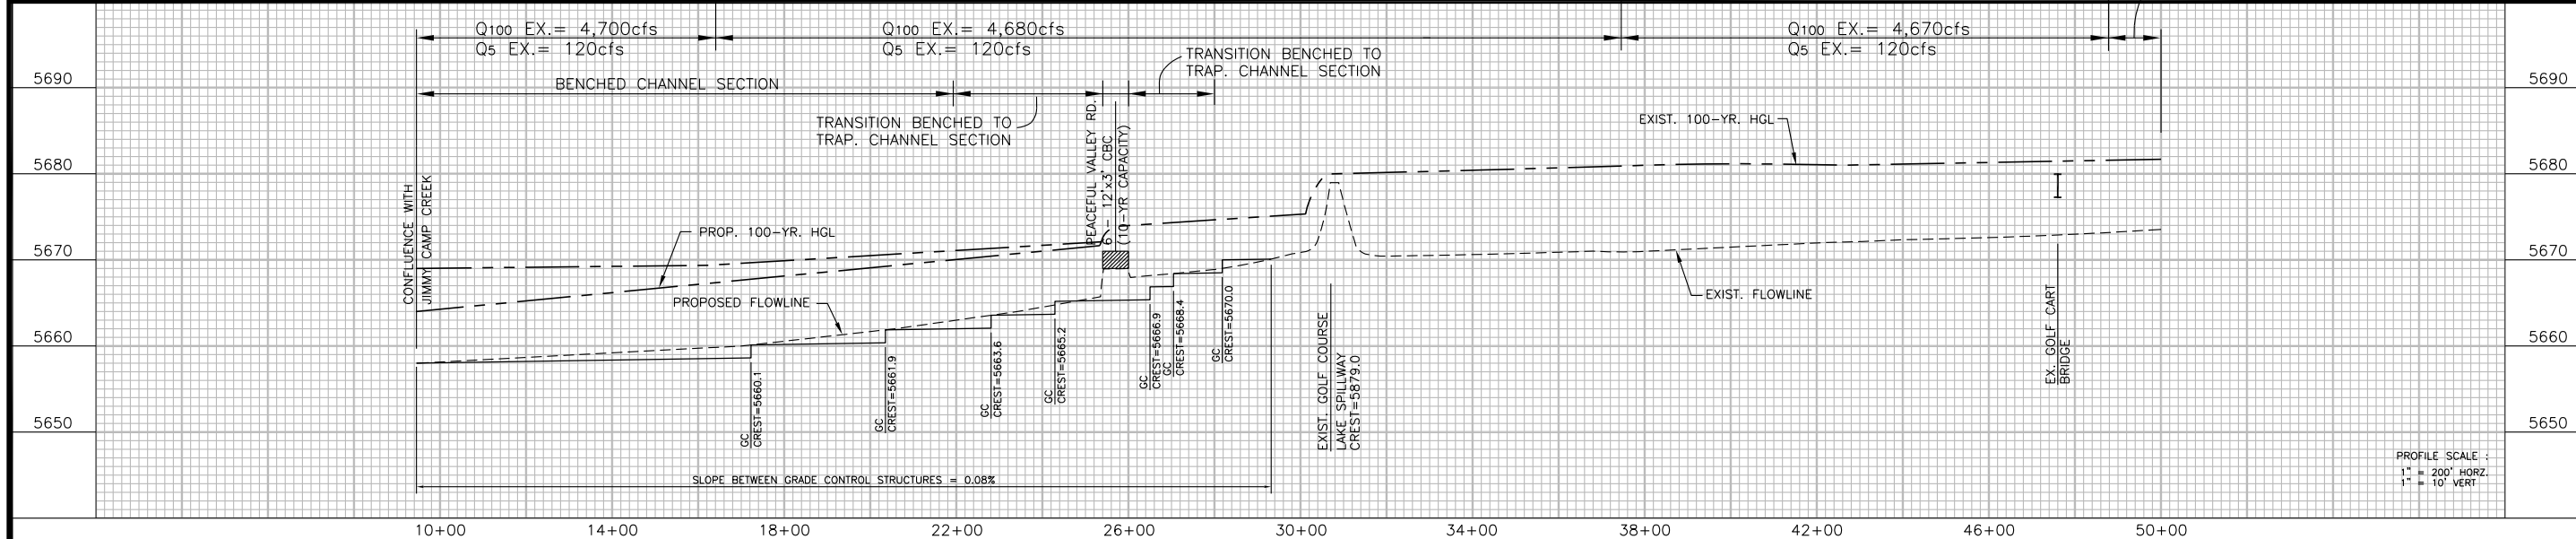 Q100 EX.= 4,700cfs
Q5 EX.= 120cfs
Q100 EX.= 4,680cfs
Q5 EX.= 120cfs
TRANSITION BENCHED TO
TRAP. CHANNEL SECTION
Q100 EX.= 4,670cfs
Q5 EX.= 120cfs
5690
BENCHED CHANNEL SECTION
5690
TRANSITION BENCHED TO
TRAP. CHANNEL SECTION
PEACEFUL VALLEY RD.
6 - 12'x3' CBC
(10-YR CAPACITY)
EXIST. 100-YR. HGL
5680
5680
CONFLUENCE WITH
JIMMY CAMP CREEK
PROP. 100-YR. HGL
5670
5670
PROPOSED FLOWLINE
EXIST. FLOWLINE
5660
5660
GC
CREST=5660.1
GC
CREST=5661.9
GC
CREST=5663.6
GC
CREST=5665.2
GC
CREST=5666.9
GC
CREST=5668.4
GC
CREST=5670.0
EXIST. GOLF COURSE
LAKE SPILLWAY
CREST=5879.0
EX. GOLF CART
BRIDGE
5650
5650
SLOPE BETWEEN GRADE CONTROL STRUCTURES = 0.08%
PROFILE SCALE :
1" = 200' HORZ.
1" = 10' VERT
10+00 14+00 18+00 22+00 26+00 30+00 34+00 38+00 42+00 46+00 50+00